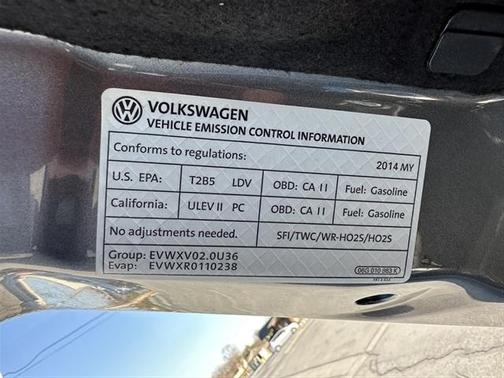 VOLKSWAGEN
VEHICLE EMISSION CONTROL INFORMATION
Conforms to regulations: 2014 MY
U.S. EPA: T2B5 LDV OBD: CA II Fuel: Gasoline
California: ULEV II PC OBD: CA II Fuel: Gasoline
No adjustments needed. SFI/TWC/WR-HO2S/HO2S
Group: EVWXV02.0U36
Evap: EVWXR0110238